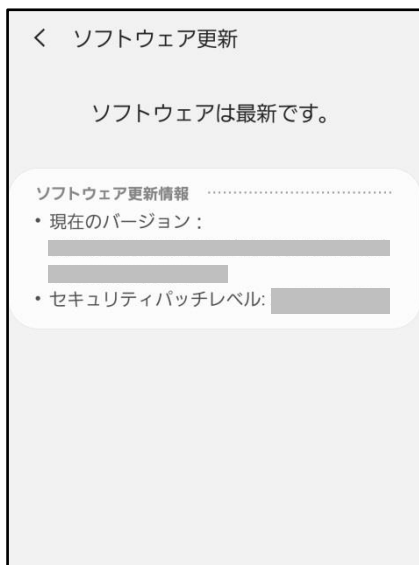 ソフトウェア更新
ソフトウェアは最新です。
ソフトウェア更新情報
• 現在のバージョン :
• セキュリティパッチレベル: